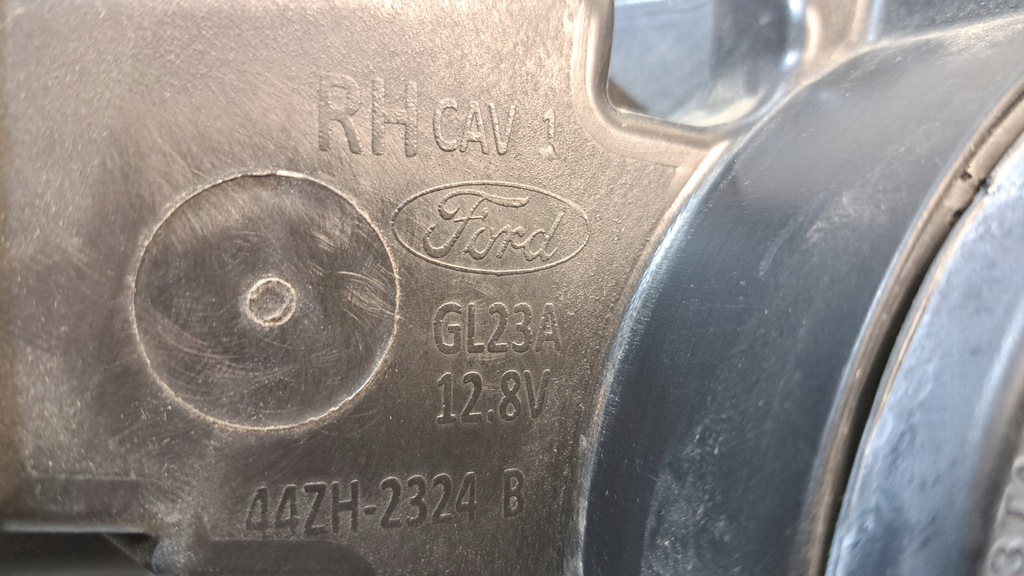 RH CAV 1
Ford
GL23A
12.8V
44ZH-2324 B